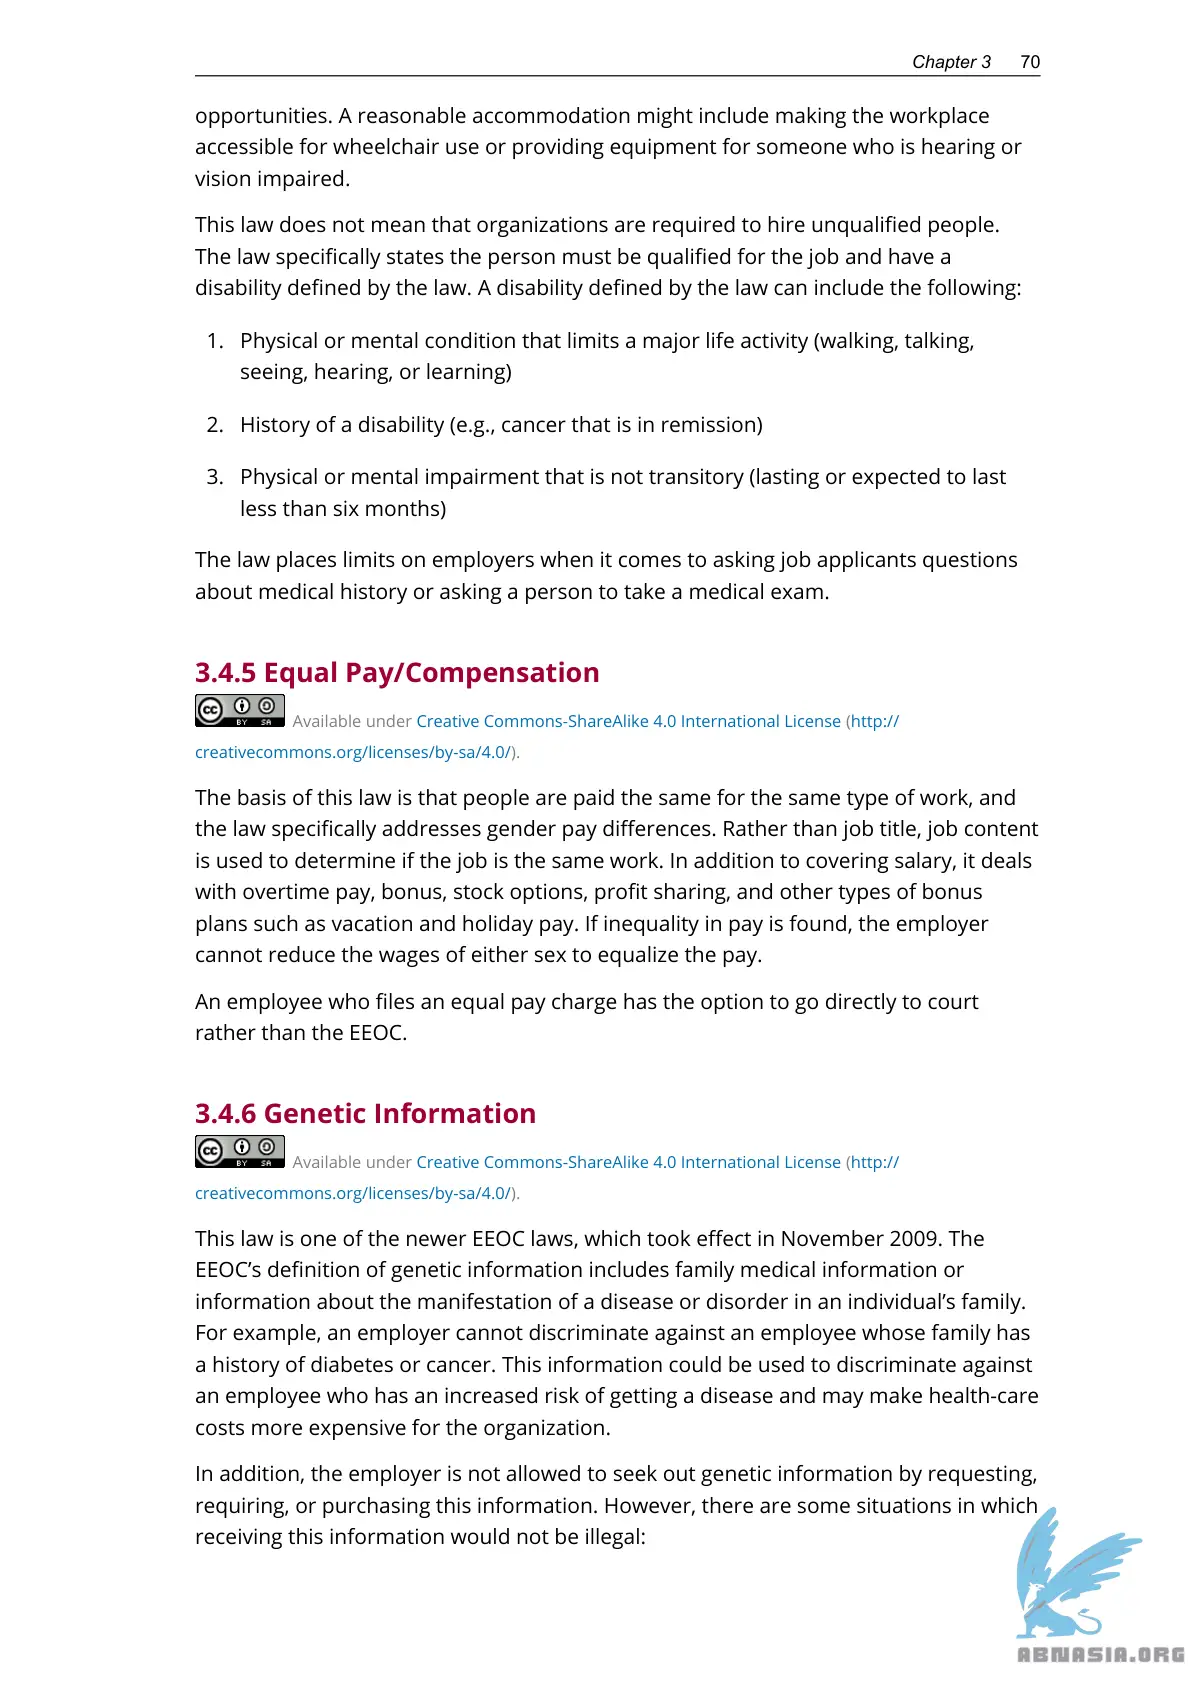 Chapter 3 70
opportunities. A reasonable accommodation might include making the workplace
accessible for wheelchair use or providing equipment for someone who is hearing or
vision impaired.
This law does not mean that organizations are required to hire unqualified people.
The law specifically states the person must be qualified for the job and have a
disability defined by the law. A disability defined by the law can include the following:
1. Physical or mental condition that limits a major life activity (walking, talking,
seeing, hearing, or learning)
2. History of a disability (e.g., cancer that is in remission)
3. Physical or mental impairment that is not transitory (lasting or expected to last
less than six months)
The law places limits on employers when it comes to asking job applicants questions
about medical history or asking a person to take a medical exam.
3.4.5 Equal Pay/Compensation
cc BY SA Available under Creative Commons-ShareAlike 4.0 International License (http://
creativecommons.org/licenses/by-sa/4.0/).
The basis of this law is that people are paid the same for the same type of work, and
the law specifically addresses gender pay differences. Rather than job title, job content
is used to determine if the job is the same work. In addition to covering salary, it deals
with overtime pay, bonus, stock options, profit sharing, and other types of bonus
plans such as vacation and holiday pay. If inequality in pay is found, the employer
cannot reduce the wages of either sex to equalize the pay.
An employee who files an equal pay charge has the option to go directly to court
rather than the EEOC.
3.4.6 Genetic Information
cc BY SA Available under Creative Commons-ShareAlike 4.0 International License (http://
creativecommons.org/licenses/by-sa/4.0/).
This law is one of the newer EEOC laws, which took effect in November 2009. The
EEOC’s definition of genetic information includes family medical information or
information about the manifestation of a disease or disorder in an individual’s family.
For example, an employer cannot discriminate against an employee whose family has
a history of diabetes or cancer. This information could be used to discriminate against
an employee who has an increased risk of getting a disease and may make health-care
costs more expensive for the organization.
In addition, the employer is not allowed to seek out genetic information by requesting,
requiring, or purchasing this information. However, there are some situations in which
receiving this information would not be illegal:
ABNASIA.ORG